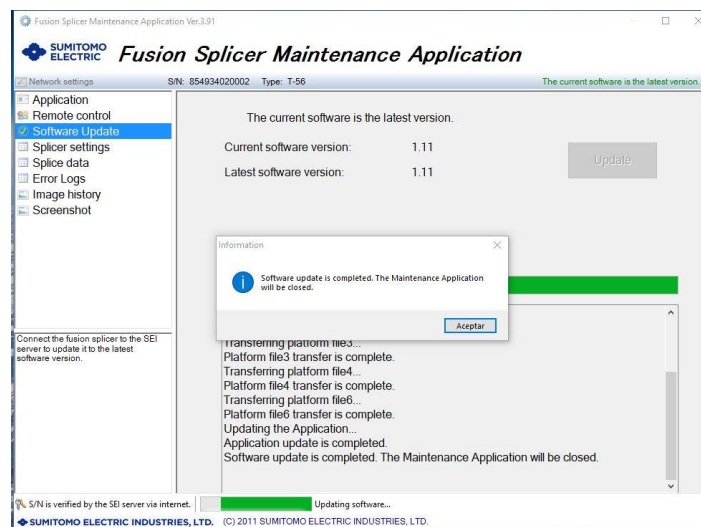 Fusion Splicer Maintenance Application Ver.3.91
SUMITOMO
ELECTRIC
Fusion Splicer Maintenance Application
Network settings
S/N: 854934020002 Type: T-56
The current software is the latest version.
Application
Remote control
Software Update
Splicer settings
Splice data
Error Logs
Image history
Screenshot
The current software is the latest version.
Current software version: 1.11
Latest software version: 1.11
Update
Information
Software update is completed. The Maintenance Application
will be closed.
Aceptar
Connect the fusion splicer to the SEI
server to update it to the latest
software version.
Transferring platform file3...
Platform file3 transfer is complete.
Transferring platform file4...
Platform file4 transfer is complete.
Transferring platform file6...
Platform file6 transfer is complete.
Updating the Application...
Application update is completed.
Software update is completed. The Maintenance Application will be closed.
S/N is verified by the SEI server via internet.
Updating software...
SUMITOMO ELECTRIC INDUSTRIES, LTD. (C) 2011 SUMITOMO ELECTRIC INDUSTRIES, LTD.